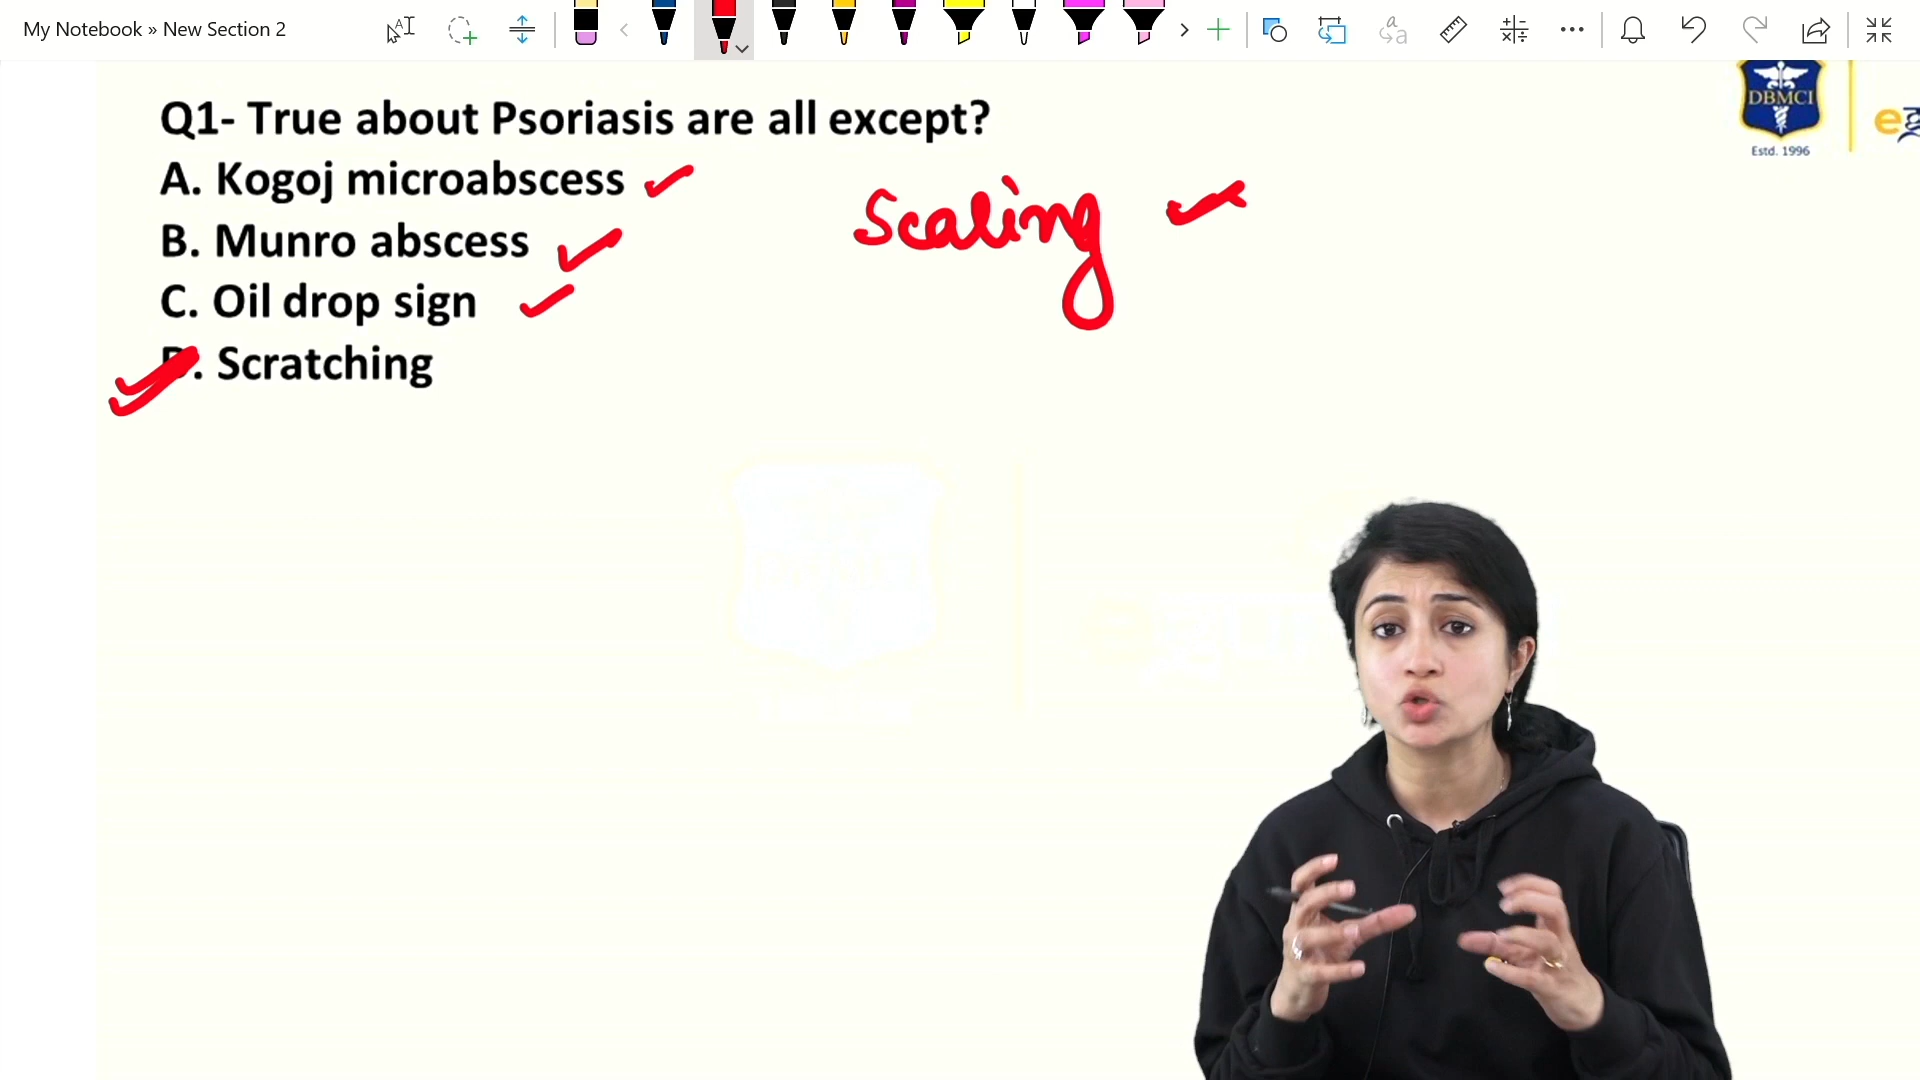 My Notebook » New Section 2
DBMCI
Estd. 1996
Q1- True about Psoriasis are all except?
A. Kogoj microabscess
Scaling
B. Munro abscess
C. Oil drop sign
D. Scratching